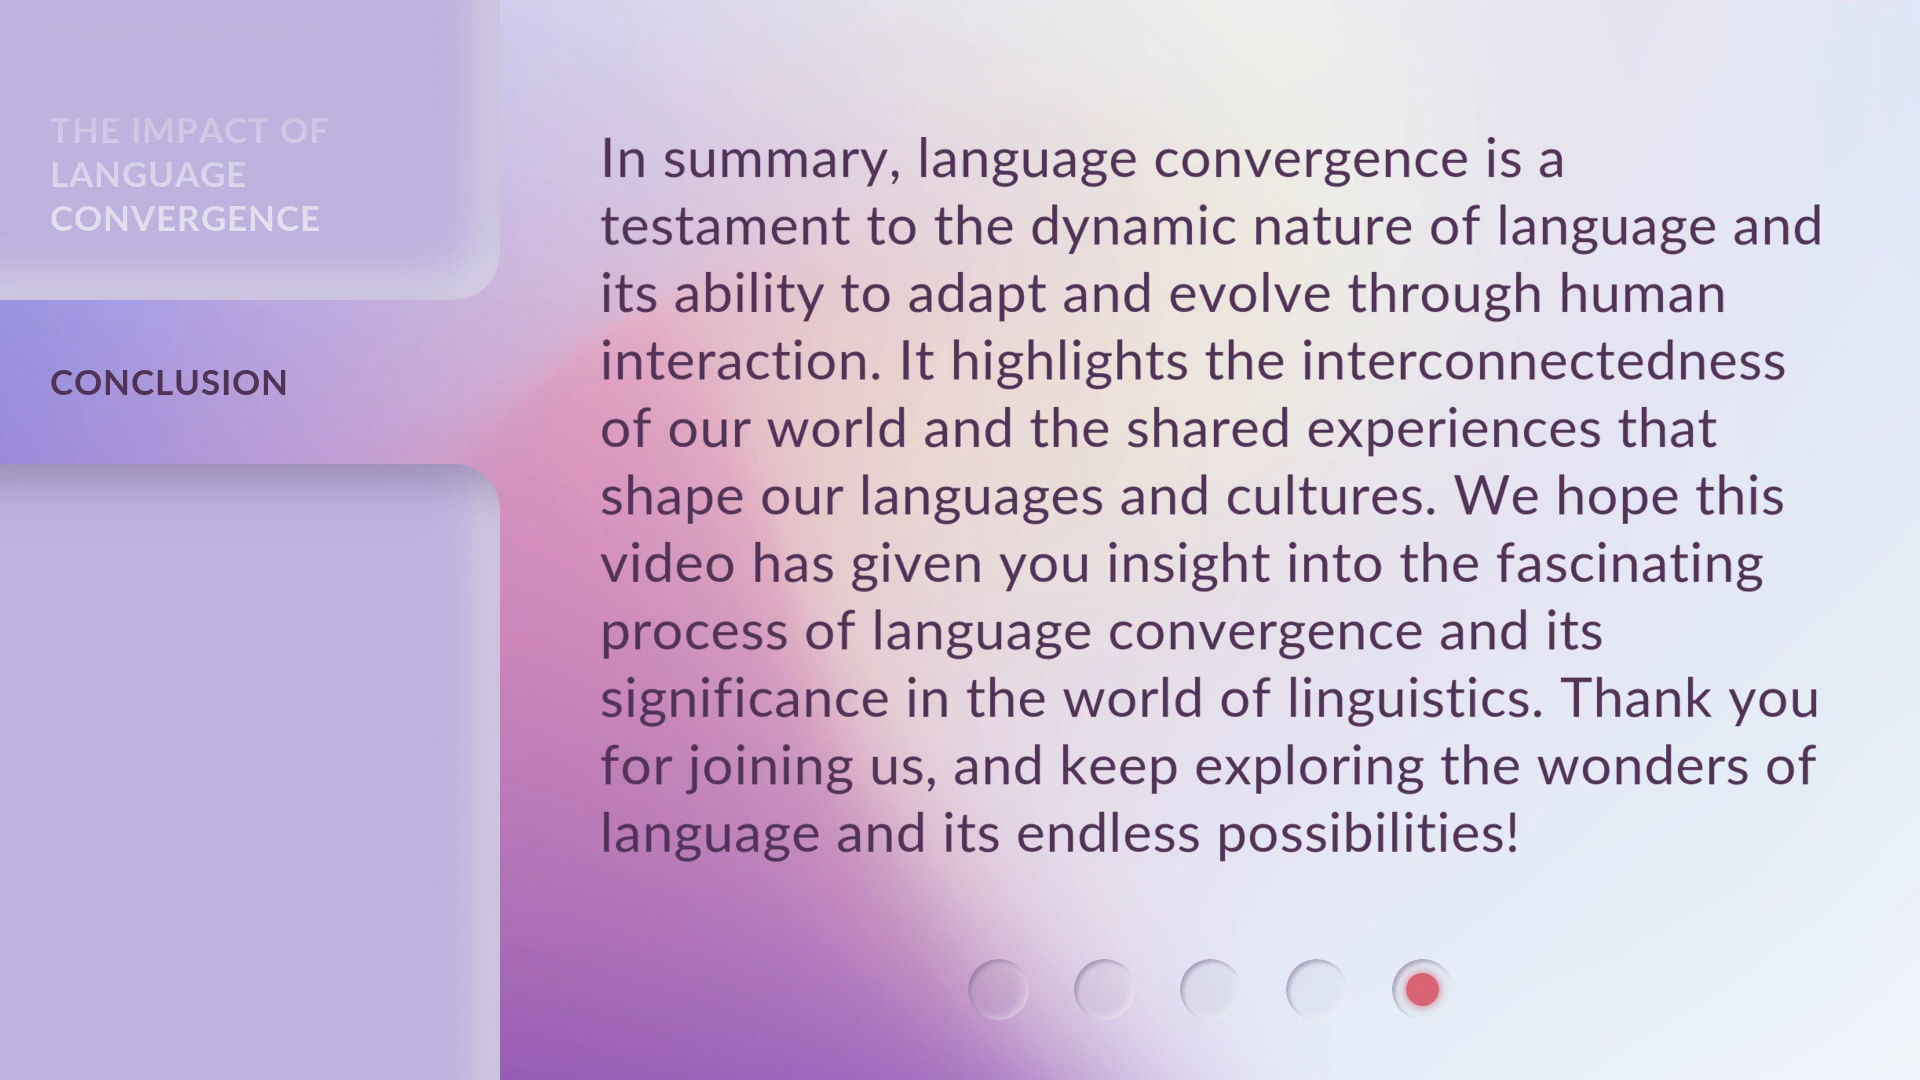 CONVERGENCE
THE IMPACT OF
LANGUAGE
CONVERGENCE
CONCLUSION
In summary, language convergence is a
testament to the dynamic nature of language and
its ability to adapt and evolve through human
interaction. It highlights the interconnectedness
of our world and the shared experiences that
shape our languages and cultures. We hope this
video has given you insight into the fascinating
process of language convergence and its
significance in the world of linguistics. Thank you
for joining us, and keep exploring the wonders of
language and its endless possibilities!